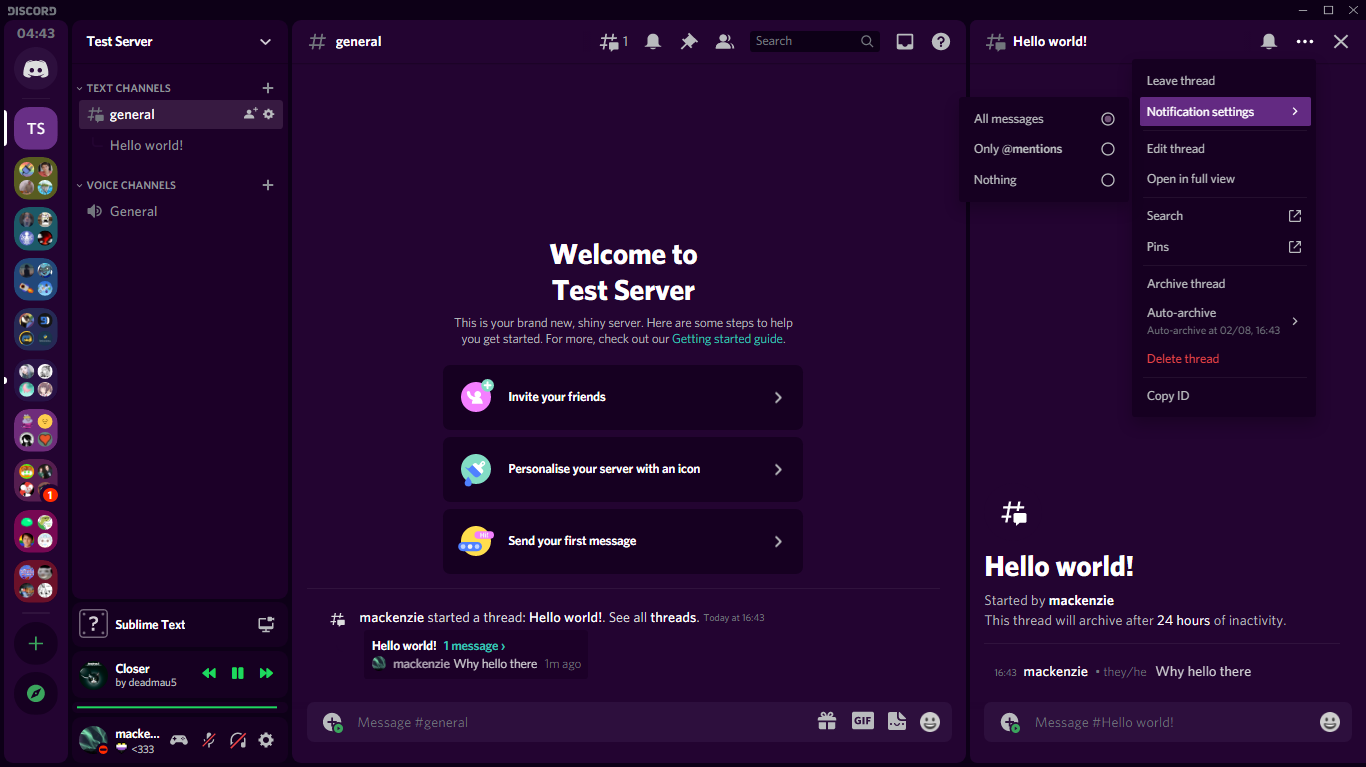 DISCORD
04:43
TS
1
Test Server
TEXT CHANNELS
general
Hello world!
VOICE CHANNELS
General
? Sublime Text
Closer
by deadmau5
macke...
<333
general
1
Search
Welcome to
Test Server
This is your brand new, shiny server. Here are some steps to help
you get started. For more, check out our Getting started guide.
Invite your friends
Personalise your server with an icon
Hi!
Send your first message
mackenzie started a thread: Hello world!. See all threads. Today at 16:43
Hello world! 1 message ›
mackenzie Why hello there 1m ago
Message #general
GIF
Hello world!
Leave thread
Notification settings
All messages
Only @mentions
Nothing
Edit thread
Open in full view
Search
Pins
Archive thread
Auto-archive
Auto-archive at 02/08, 16:43
Delete thread
Copy ID
Hello world!
Started by mackenzie
This thread will archive after 24 hours of inactivity.
16:43 mackenzie • they/he Why hello there
Message #Hello world!